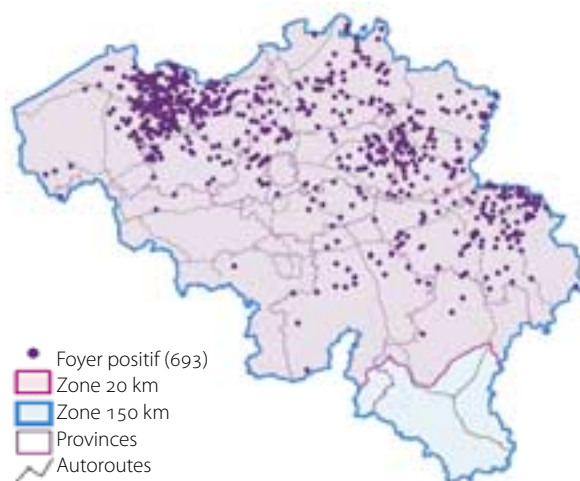 Foyer positif (693)
Zone 20 km
Zone 150 km
Provinces
Autoroutes